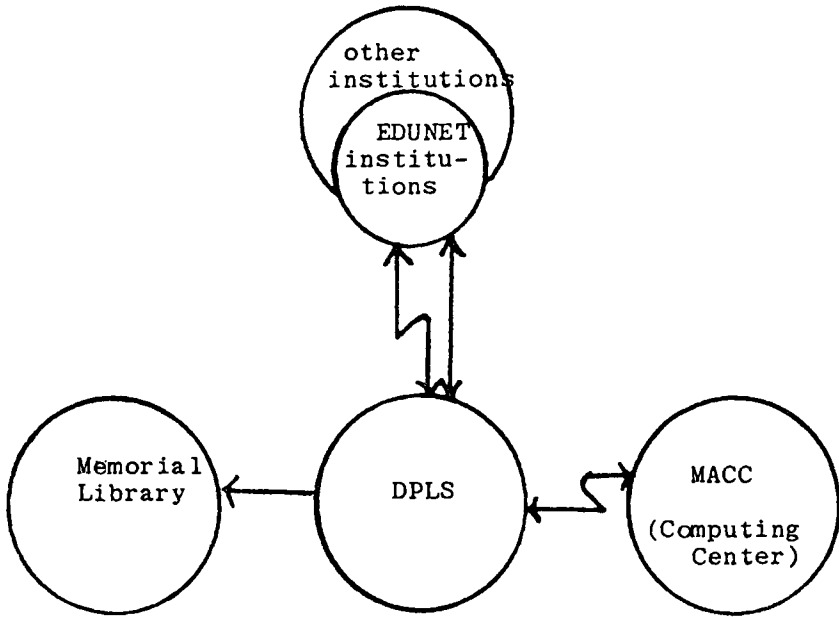 other
institutions
EDUNET
institu-
tions
Memorial
Library
DPLS
MACC
(Computing
Center)